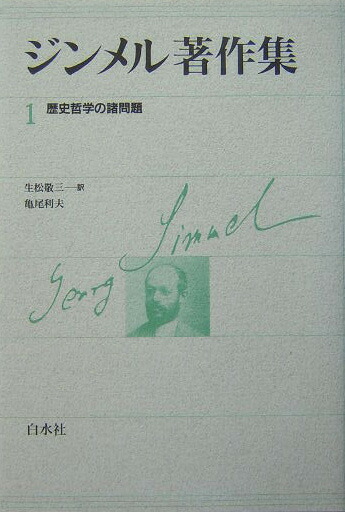 ジンメル著作集
1 歴史哲学の諸問題
生松敬三―訳
亀尾利夫
Georg Simmel
白水社